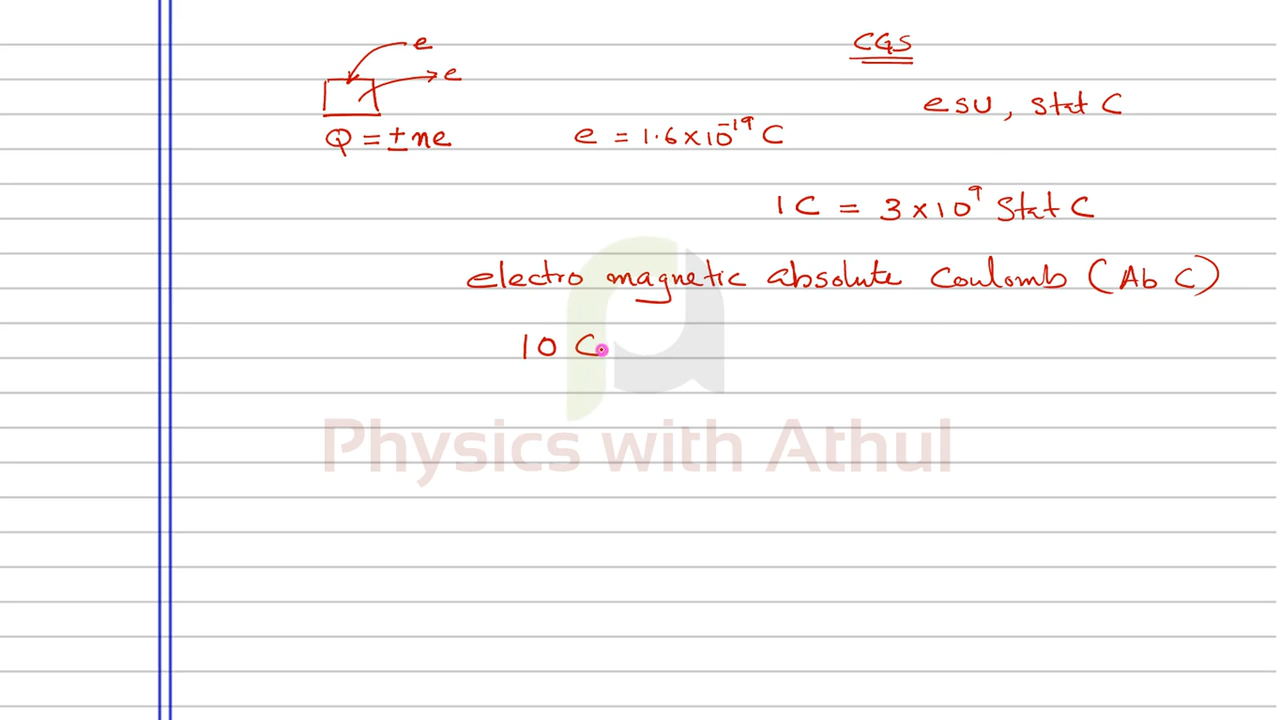 e
e
Q = ±ne
CGS
esu, Stat C
e = 1.6×10⁻¹⁹ C
1C = 3×10⁹ Stat C
electro magnetic absolute Coulomb (Ab C)
10 C
Physics with Athul